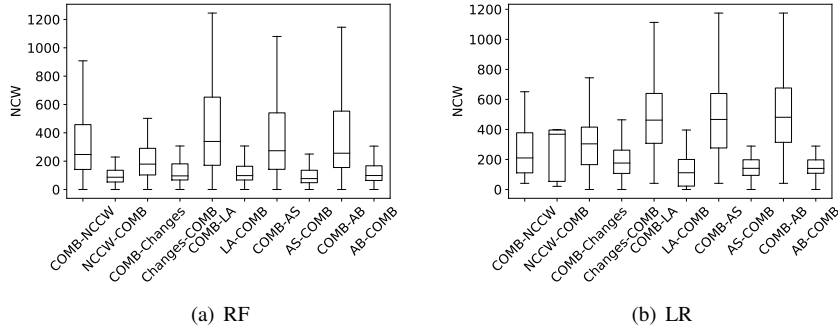 1200
1000
800
600
400
200
0
NCW
COMB-NCCW
NCCW-COMB
COMB-Changes
Changes-COMB
COMB-LA
LA-COMB
COMB-AS
AS-COMB
COMB-AB
AB-COMB
(a) RF
1200
1000
800
600
400
200
0
NCW
COMB-NCCW
NCCW-COMB
COMB-Changes
Changes-COMB
COMB-LA
LA-COMB
COMB-AS
AS-COMB
COMB-AB
AB-COMB
(b) LR